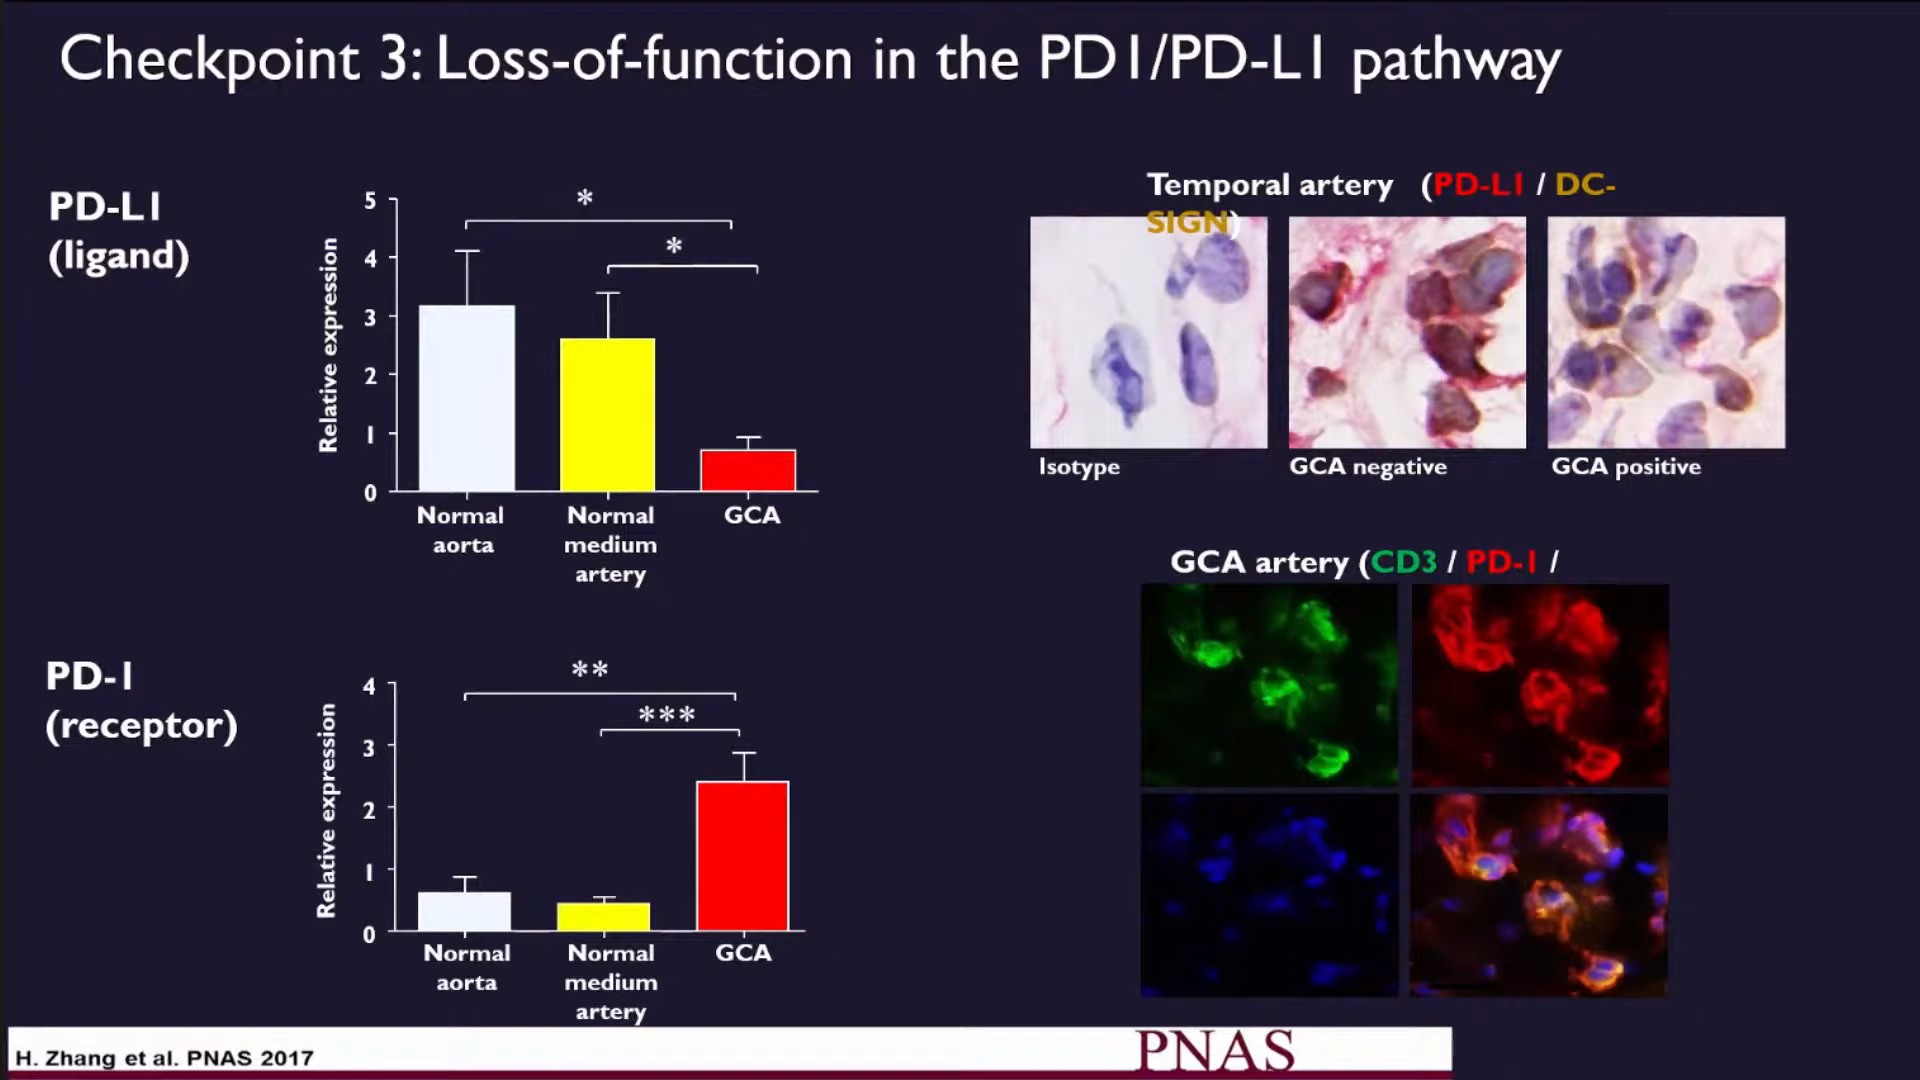 Checkpoint 3: Loss-of-function in the PD1/PD-L1 pathway
PD-L1
(ligand)
Relative expression
5
4
3
2
1
0
*
*
Normal
aorta
Normal
medium
artery
GCA
Temporal artery (PD-L1 / DC-
SIGN)
Isotype
GCA negative
GCA positive
PD-1
(receptor)
Relative expression
4
3
2
1
0
**
***
Normal
aorta
Normal
medium
artery
GCA
GCA artery (CD3 / PD-1 /
H. Zhang et al. PNAS 2017
PNAS